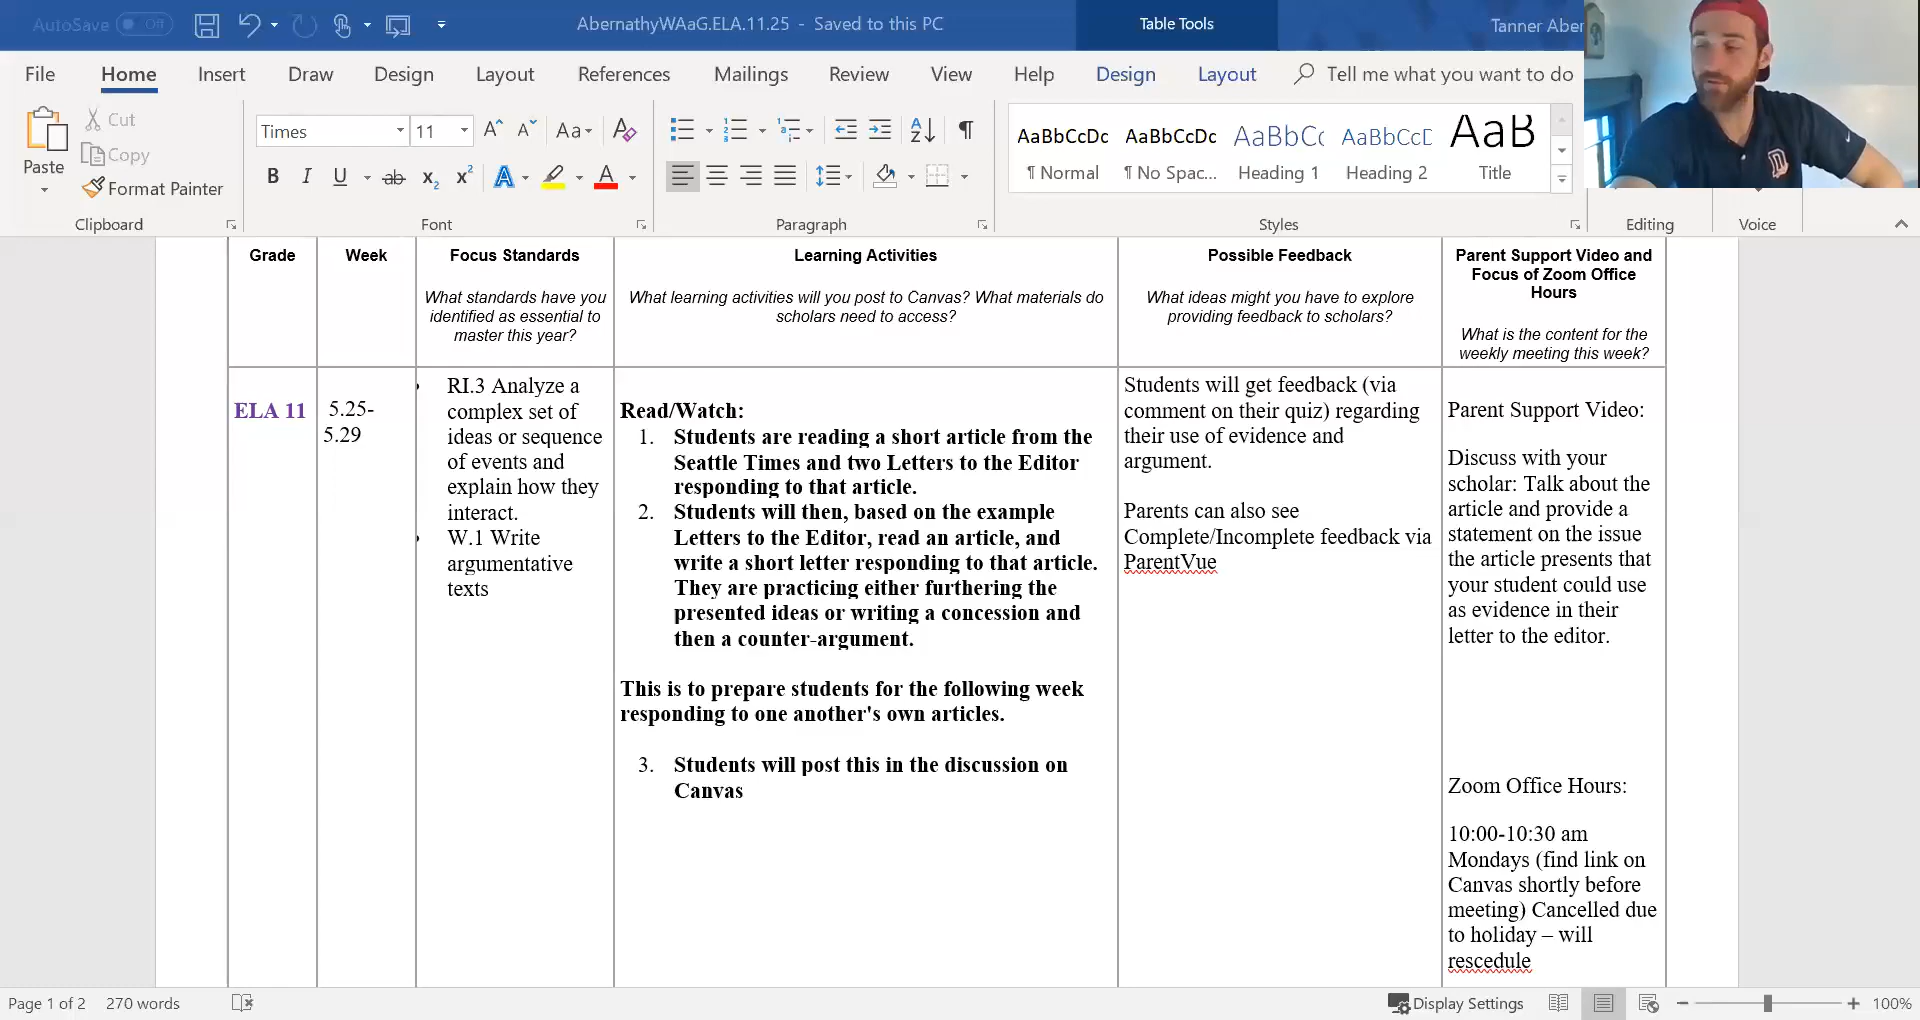 AutoSave Off
AbernathyWAaG.ELA.11.25 - Saved to this PC
Table Tools
Tanner Aber
File Home Insert Draw Design Layout References Mailings Review View Help Design Layout Tell me what you want to do
Paste
Cut
Copy
Format Painter
Clipboard
Times 11
Font
Paragraph
AaBbCcDc AaBbCcDc AaBbC AaBbCcD AaB
¶ Normal ¶ No Spac... Heading 1 Heading 2 Title
Styles
Editing
Voice
Grade
Week
Focus Standards
What standards have you
identified as essential to
master this year?
Learning Activities
What learning activities will you post to Canvas? What materials do
scholars need to access?
Possible Feedback
What ideas might you have to explore
providing feedback to scholars?
Parent Support Video and
Focus of Zoom Office
Hours
What is the content for the
weekly meeting this week?
ELA 11
5.25-
5.29
RI.3 Analyze a
complex set of
ideas or sequence
of events and
explain how they
interact.
W.1 Write
argumentative
texts
Read/Watch:
1. Students are reading a short article from the
Seattle Times and two Letters to the Editor
responding to that article.
2. Students will then, based on the example
Letters to the Editor, read an article, and
write a short letter responding to that article.
They are practicing either furthering the
presented ideas or writing a concession and
then a counter-argument.
This is to prepare students for the following week
responding to one another's own articles.
3. Students will post this in the discussion on
Canvas
Students will get feedback (via
comment on their quiz) regarding
their use of evidence and
argument.
Parents can also see
Complete/Incomplete feedback via
ParentVue
Parent Support Video:
Discuss with your
scholar: Talk about the
article and provide a
statement on the issue
the article presents that
your student could use
as evidence in their
letter to the editor.
Zoom Office Hours:
10:00-10:30 am
Mondays (find link on
Canvas shortly before
meeting) Cancelled due
to holiday – will
rescedule
Page 1 of 2 270 words
Display Settings
100%